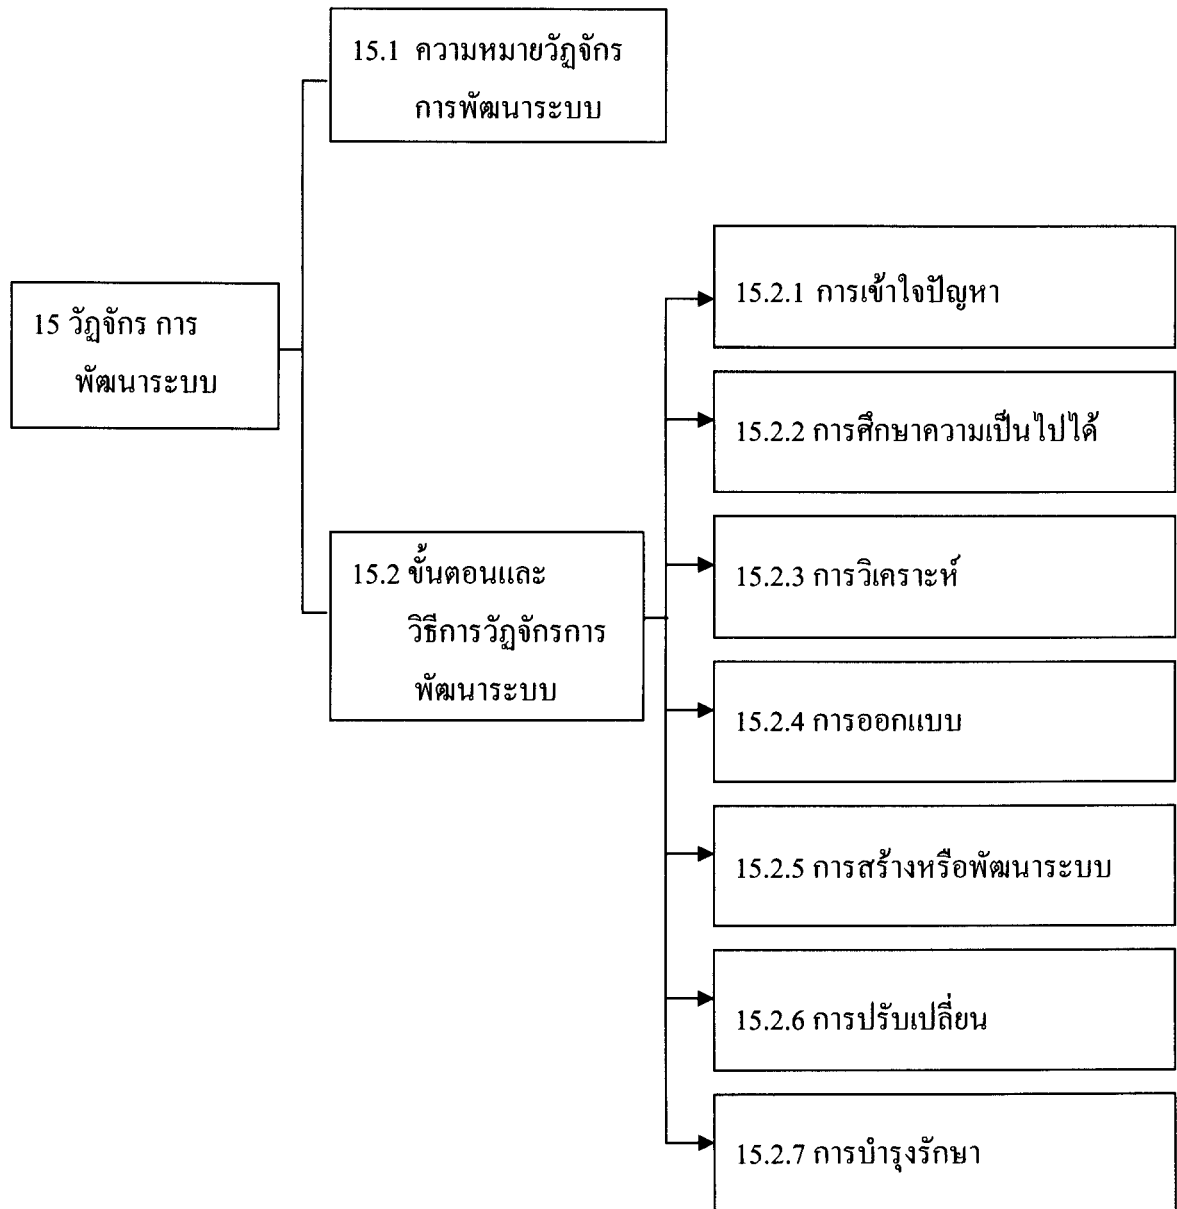 15.1 ความหมายวัฏจักร
การพัฒนาระบบ
15 วัฏจักร การ
พัฒนาระบบ
15.2 ขั้นตอนและ
วิธีการวัฏจักรการ
พัฒนาระบบ
15.2.1 การเข้าใจปัญหา
15.2.2 การศึกษาความเป็นไปได้
15.2.3 การวิเคราะห์
15.2.4 การออกแบบ
15.2.5 การสร้างหรือพัฒนาระบบ
15.2.6 การปรับเปลี่ยน
15.2.7 การบำรุงรักษา